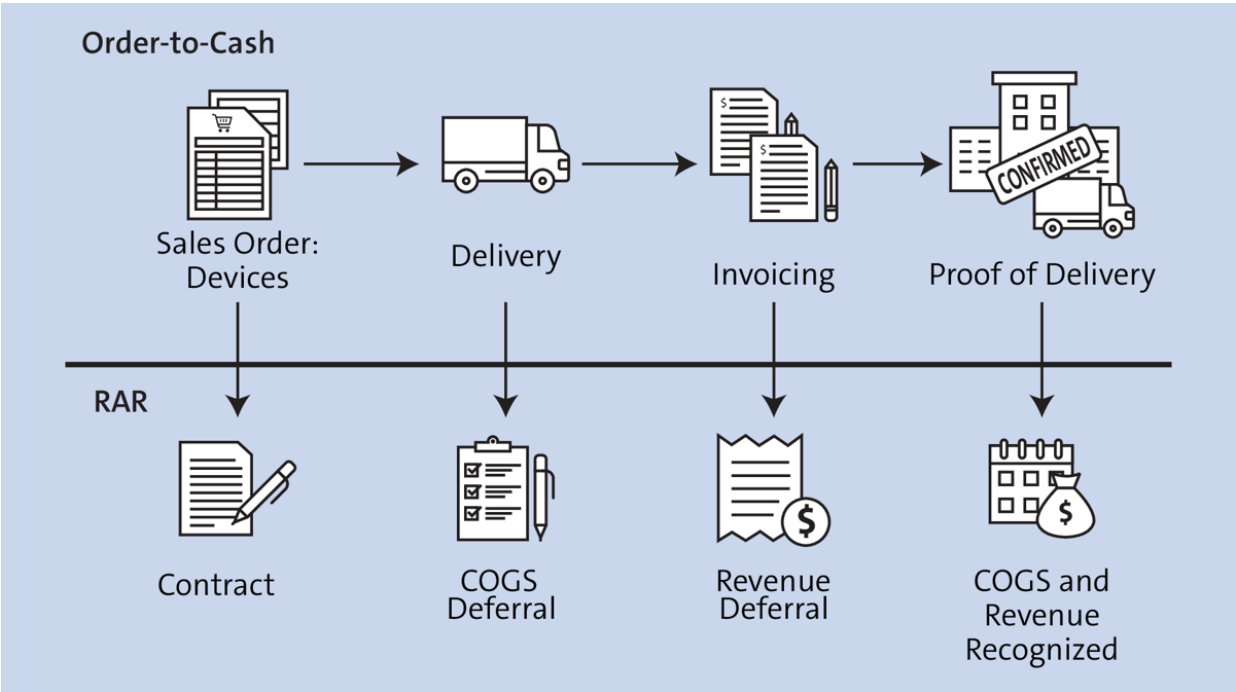 Order-to-Cash
$
$
CONFIRMED
Sales Order:
Devices
Delivery
Invoicing
Proof of Delivery
RAR
$
$
Contract
COGS
Deferral
Revenue
Deferral
COGS and
Revenue
Recognized